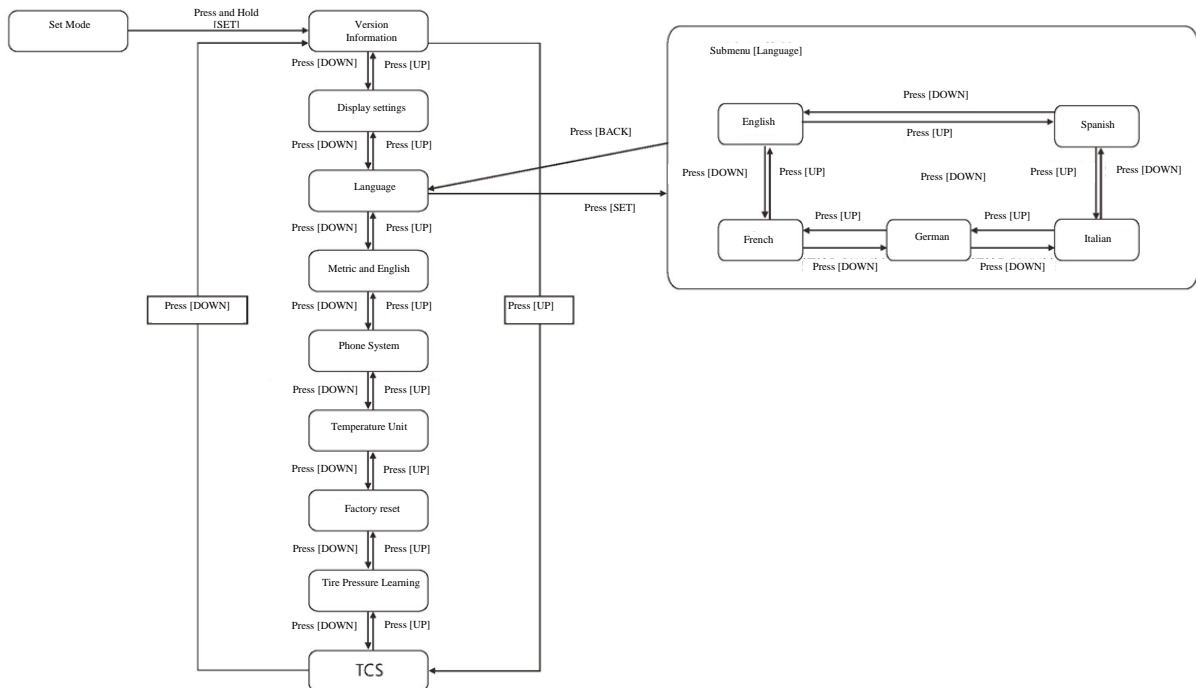 Set Mode
Press and Hold
[SET]
Version
Information
Press [DOWN]
Press [UP]
Display settings
Press [DOWN]
Press [UP]
Language
Press [DOWN]
Press [UP]
Metric and English
Press [DOWN]
Press [UP]
Phone System
Press [DOWN]
Press [UP]
Temperature Unit
Press [DOWN]
Press [UP]
Factory reset
Press [DOWN]
Press [UP]
Tire Pressure Learning
Press [DOWN]
Press [UP]
TCS
Press [DOWN]
Press [UP]
Press [BACK]
Press [SET]
Submenu [Language]
Press [DOWN]
English
Spanish
Press [UP]
Press [DOWN]
Press [UP]
Press [DOWN]
Press [UP]
Press [DOWN]
Press [UP]
Press [UP]
French
German
Italian
Press [DOWN]
Press [DOWN]